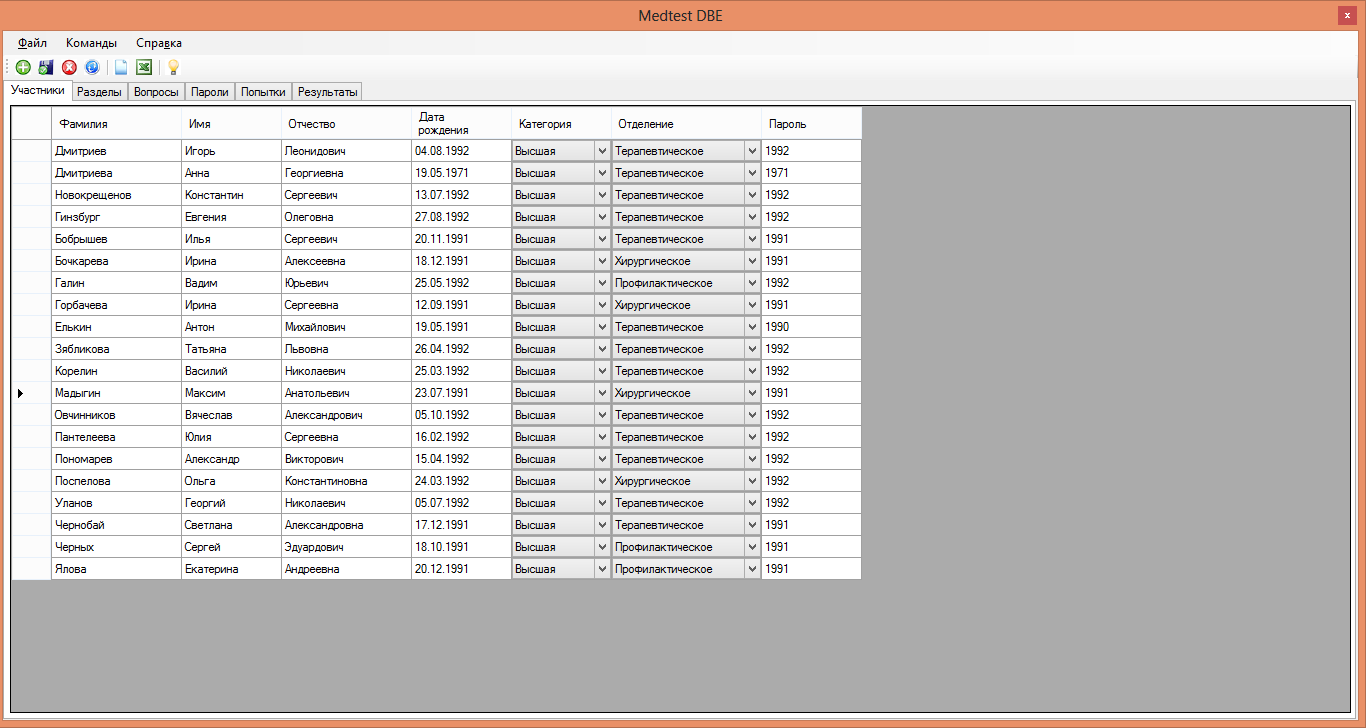 Medtest DBE
x
Файл Команды Справка
Участники Разделы Вопросы Пароли Попытки Результаты
Фамилия Имя Отчество Дата рождения Категория Отделение Пароль
Дмитриев Игорь Леонидович 04.08.1992 Высшая Терапевтическое 1992
Дмитриева Анна Георгиевна 19.05.1971 Высшая Терапевтическое 1971
Новокрещенов Константин Сергеевич 13.07.1992 Высшая Терапевтическое 1992
Гинзбург Евгения Олеговна 27.08.1992 Высшая Терапевтическое 1992
Бобрышев Илья Сергеевич 20.11.1991 Высшая Терапевтическое 1991
Бочкарева Ирина Алексеевна 18.12.1991 Высшая Хирургическое 1991
Галин Вадим Юрьевич 25.05.1992 Высшая Профилактическое 1992
Горбачева Ирина Сергеевна 12.09.1991 Высшая Хирургическое 1991
Елькин Антон Михайлович 19.05.1991 Высшая Терапевтическое 1990
Зябликова Татьяна Львовна 26.04.1992 Высшая Терапевтическое 1992
Корелин Василий Николаевич 25.03.1992 Высшая Терапевтическое 1992
Мадыгин Максим Анатольевич 23.07.1991 Высшая Хирургическое 1991
Овчинников Вячеслав Александрович 05.10.1992 Высшая Терапевтическое 1992
Пантелеева Юлия Сергеевна 16.02.1992 Высшая Терапевтическое 1992
Пономарев Александр Викторович 15.04.1992 Высшая Терапевтическое 1992
Поспелова Ольга Константиновна 24.03.1992 Высшая Хирургическое 1992
Уланов Георгий Николаевич 05.07.1992 Высшая Терапевтическое 1992
Чернобай Светлана Александровна 17.12.1991 Высшая Терапевтическое 1991
Черных Сергей Эдуардович 18.10.1991 Высшая Профилактическое 1991
Ялова Екатерина Андреевна 20.12.1991 Высшая Профилактическое 1991